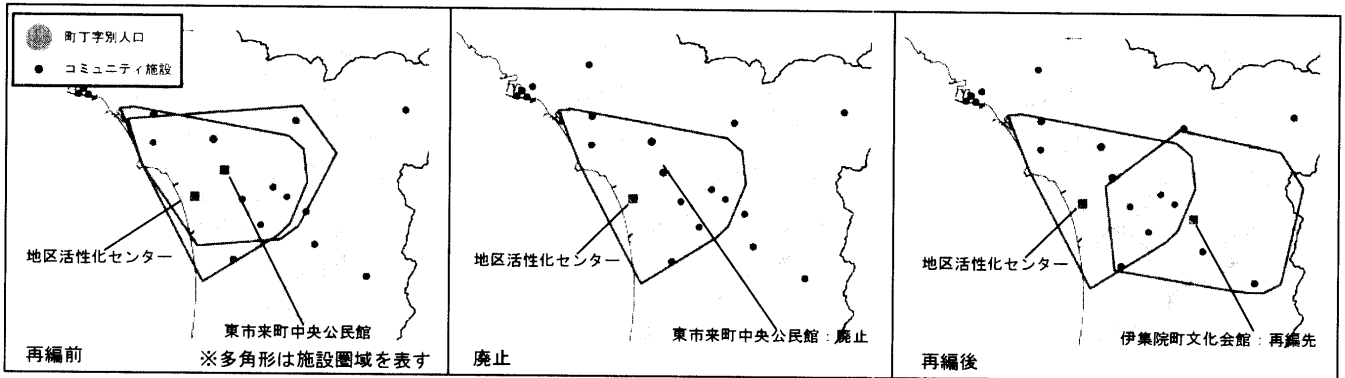 町丁字別人口
コミュニティ施設
地区活性化センター
東市来町中央公民館
再編前
※多角形は施設圏域を表す
地区活性化センター
東市来町中央公民館：廃止
廃止
地区活性化センター
伊集院町文化会館：再編先
再編後